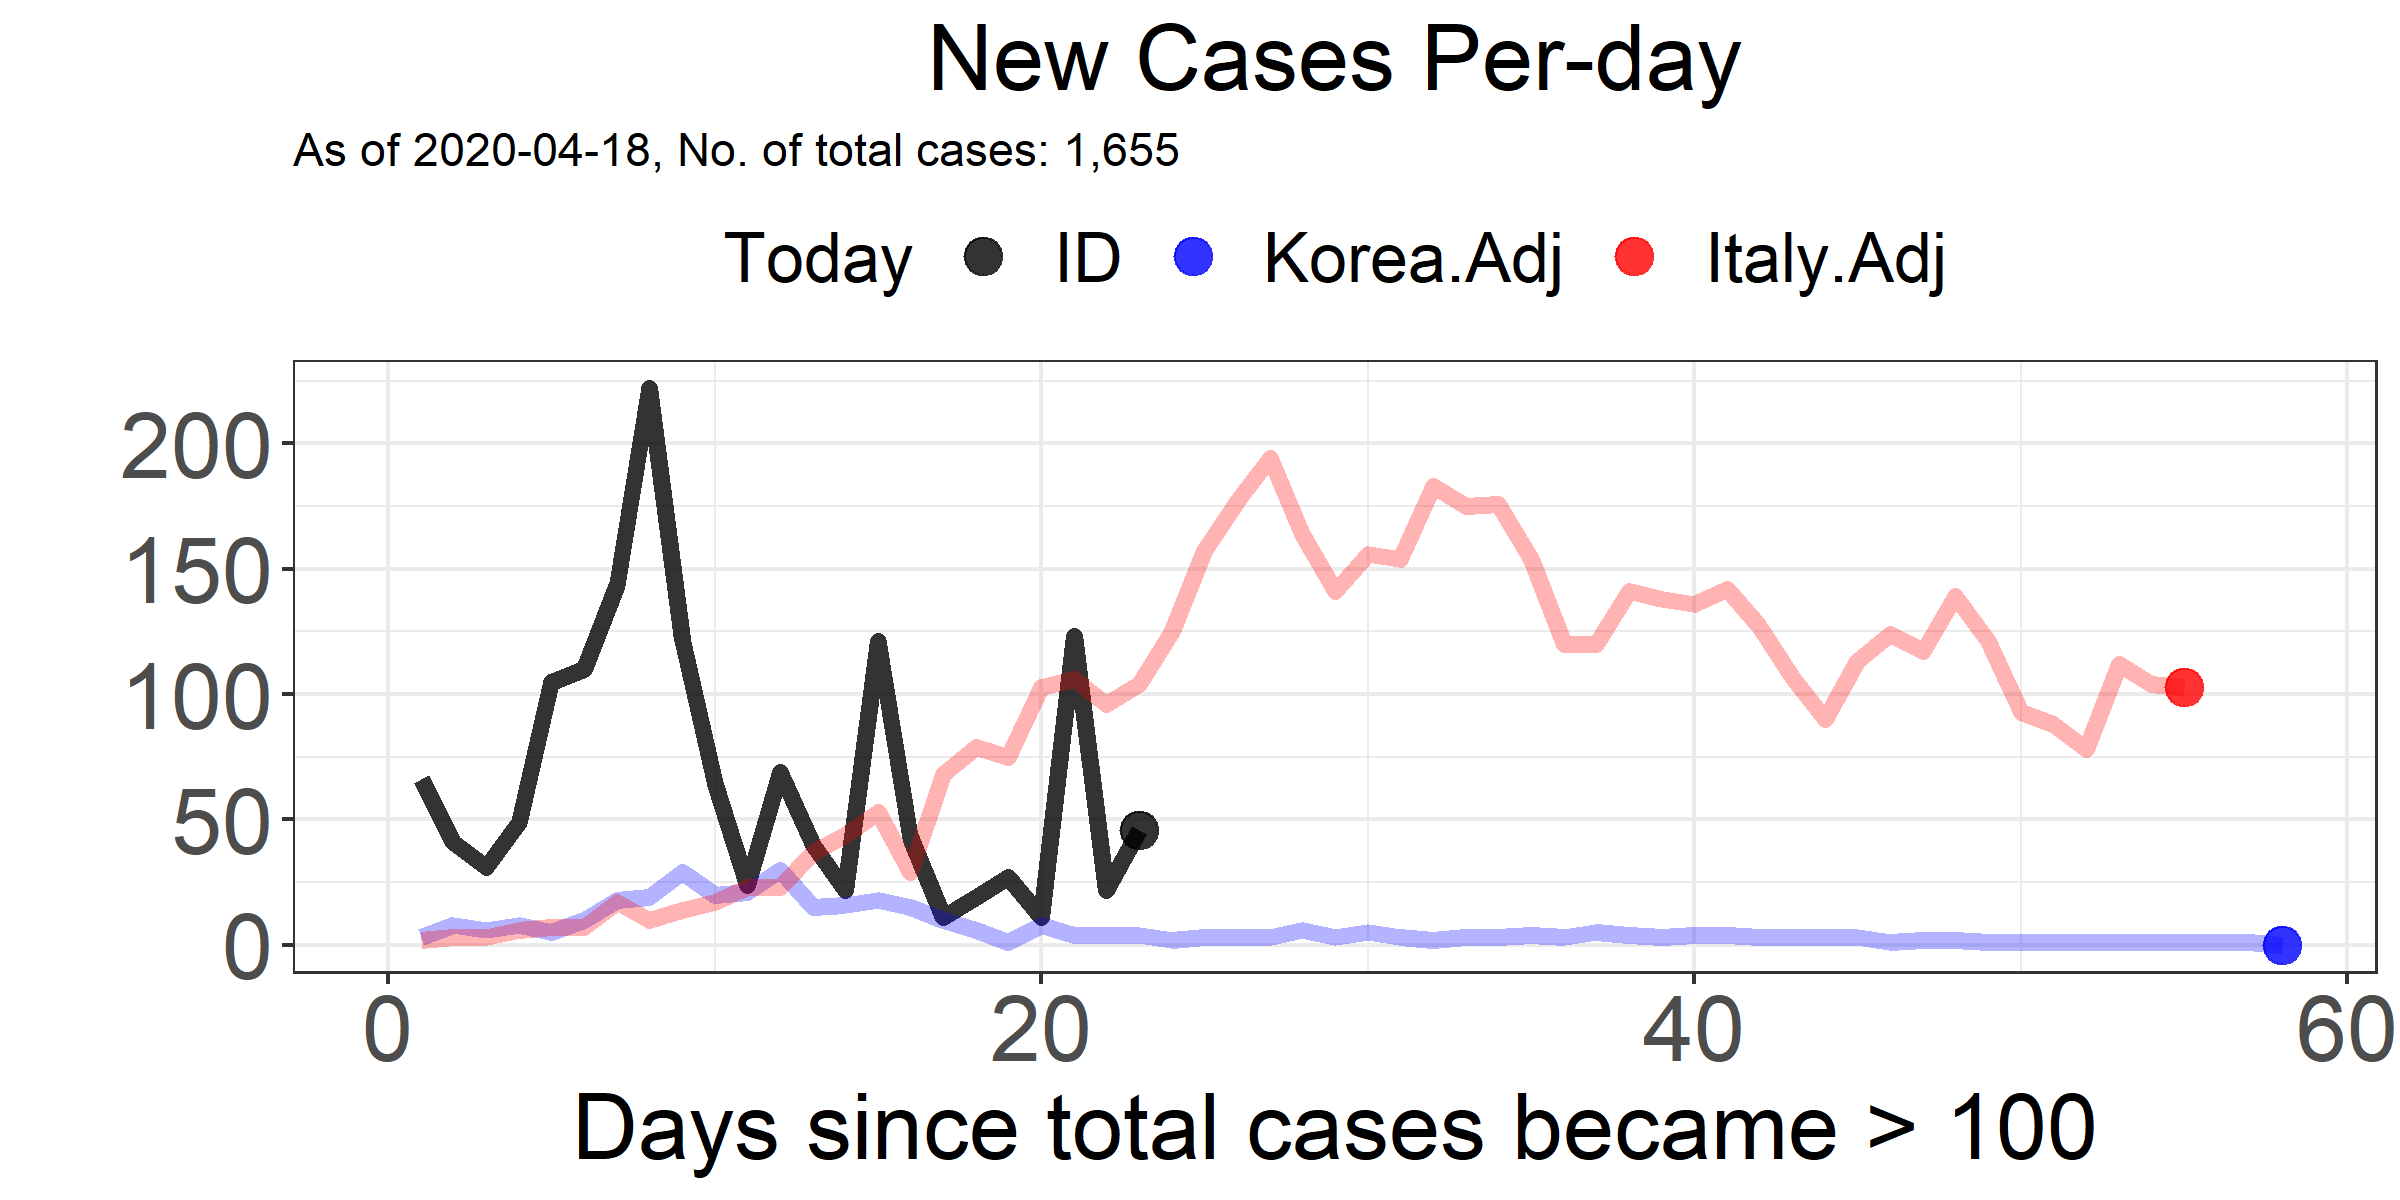 New Cases Per-day
As of 2020-04-18, No. of total cases: 1,655
Today ID Korea.Adj Italy.Adj
200
150
100
50
0
0 20 40 60
Days since total cases became > 100